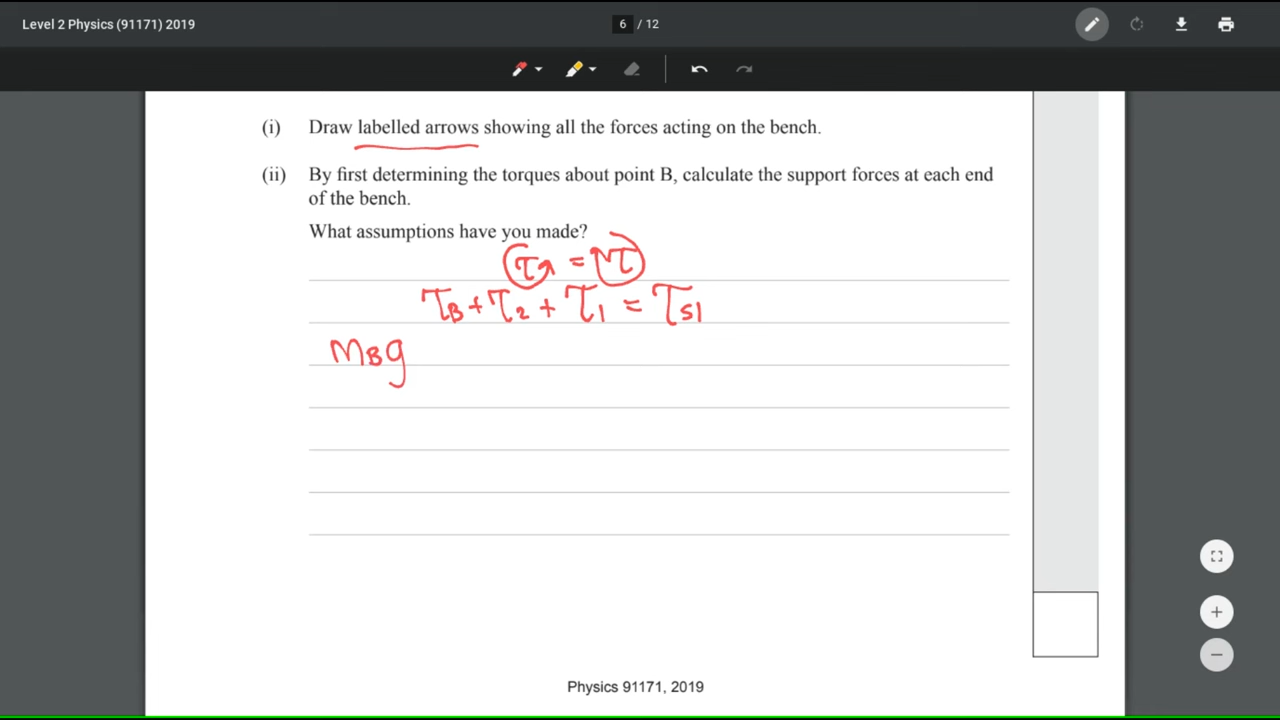 Level 2 Physics (91171) 2019
6 / 12
(i) Draw labelled arrows showing all the forces acting on the bench.
(ii) By first determining the torques about point B, calculate the support forces at each end
of the bench.
What assumptions have you made?
τ = τ
τB + τ2 + τ1 = τS1
MBg
Physics 91171, 2019